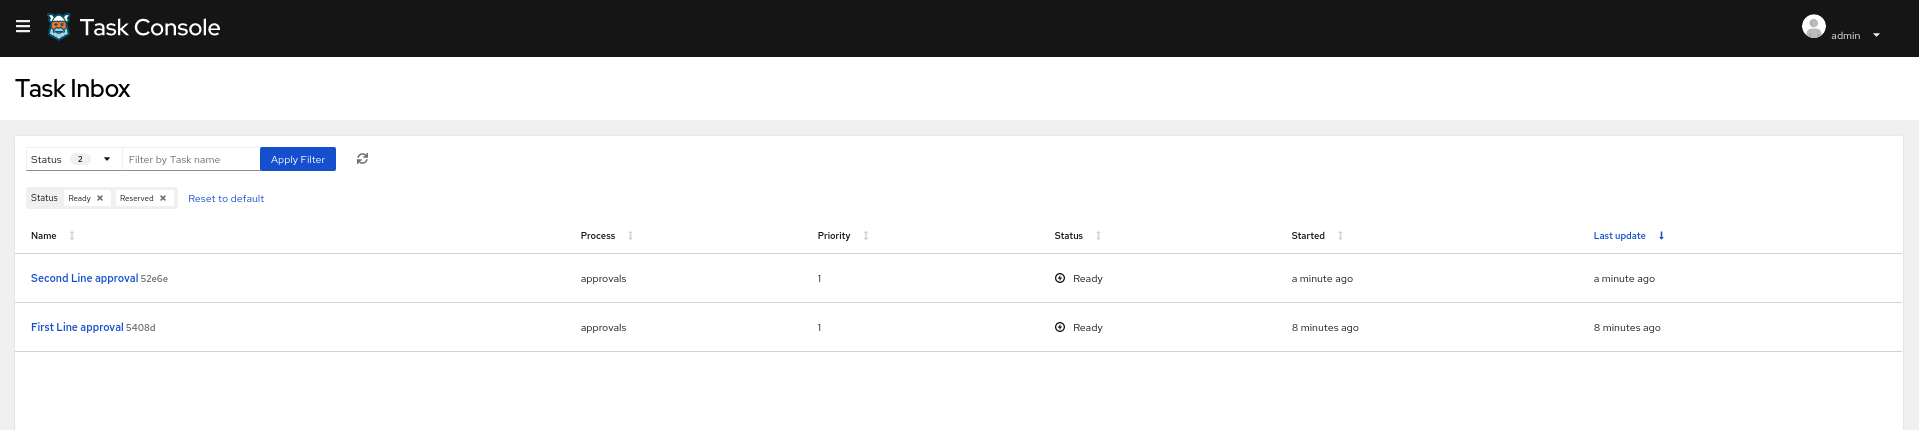 Task Console
admin
Task Inbox
Status 2 Filter by Task name Apply Filter
Status Ready Reserved Reset to default
Name Process Priority Status Started Last update
Second Line approval 52e6e approvals 1 Ready a minute ago a minute ago
First Line approval 5408d approvals 1 Ready 8 minutes ago 8 minutes ago